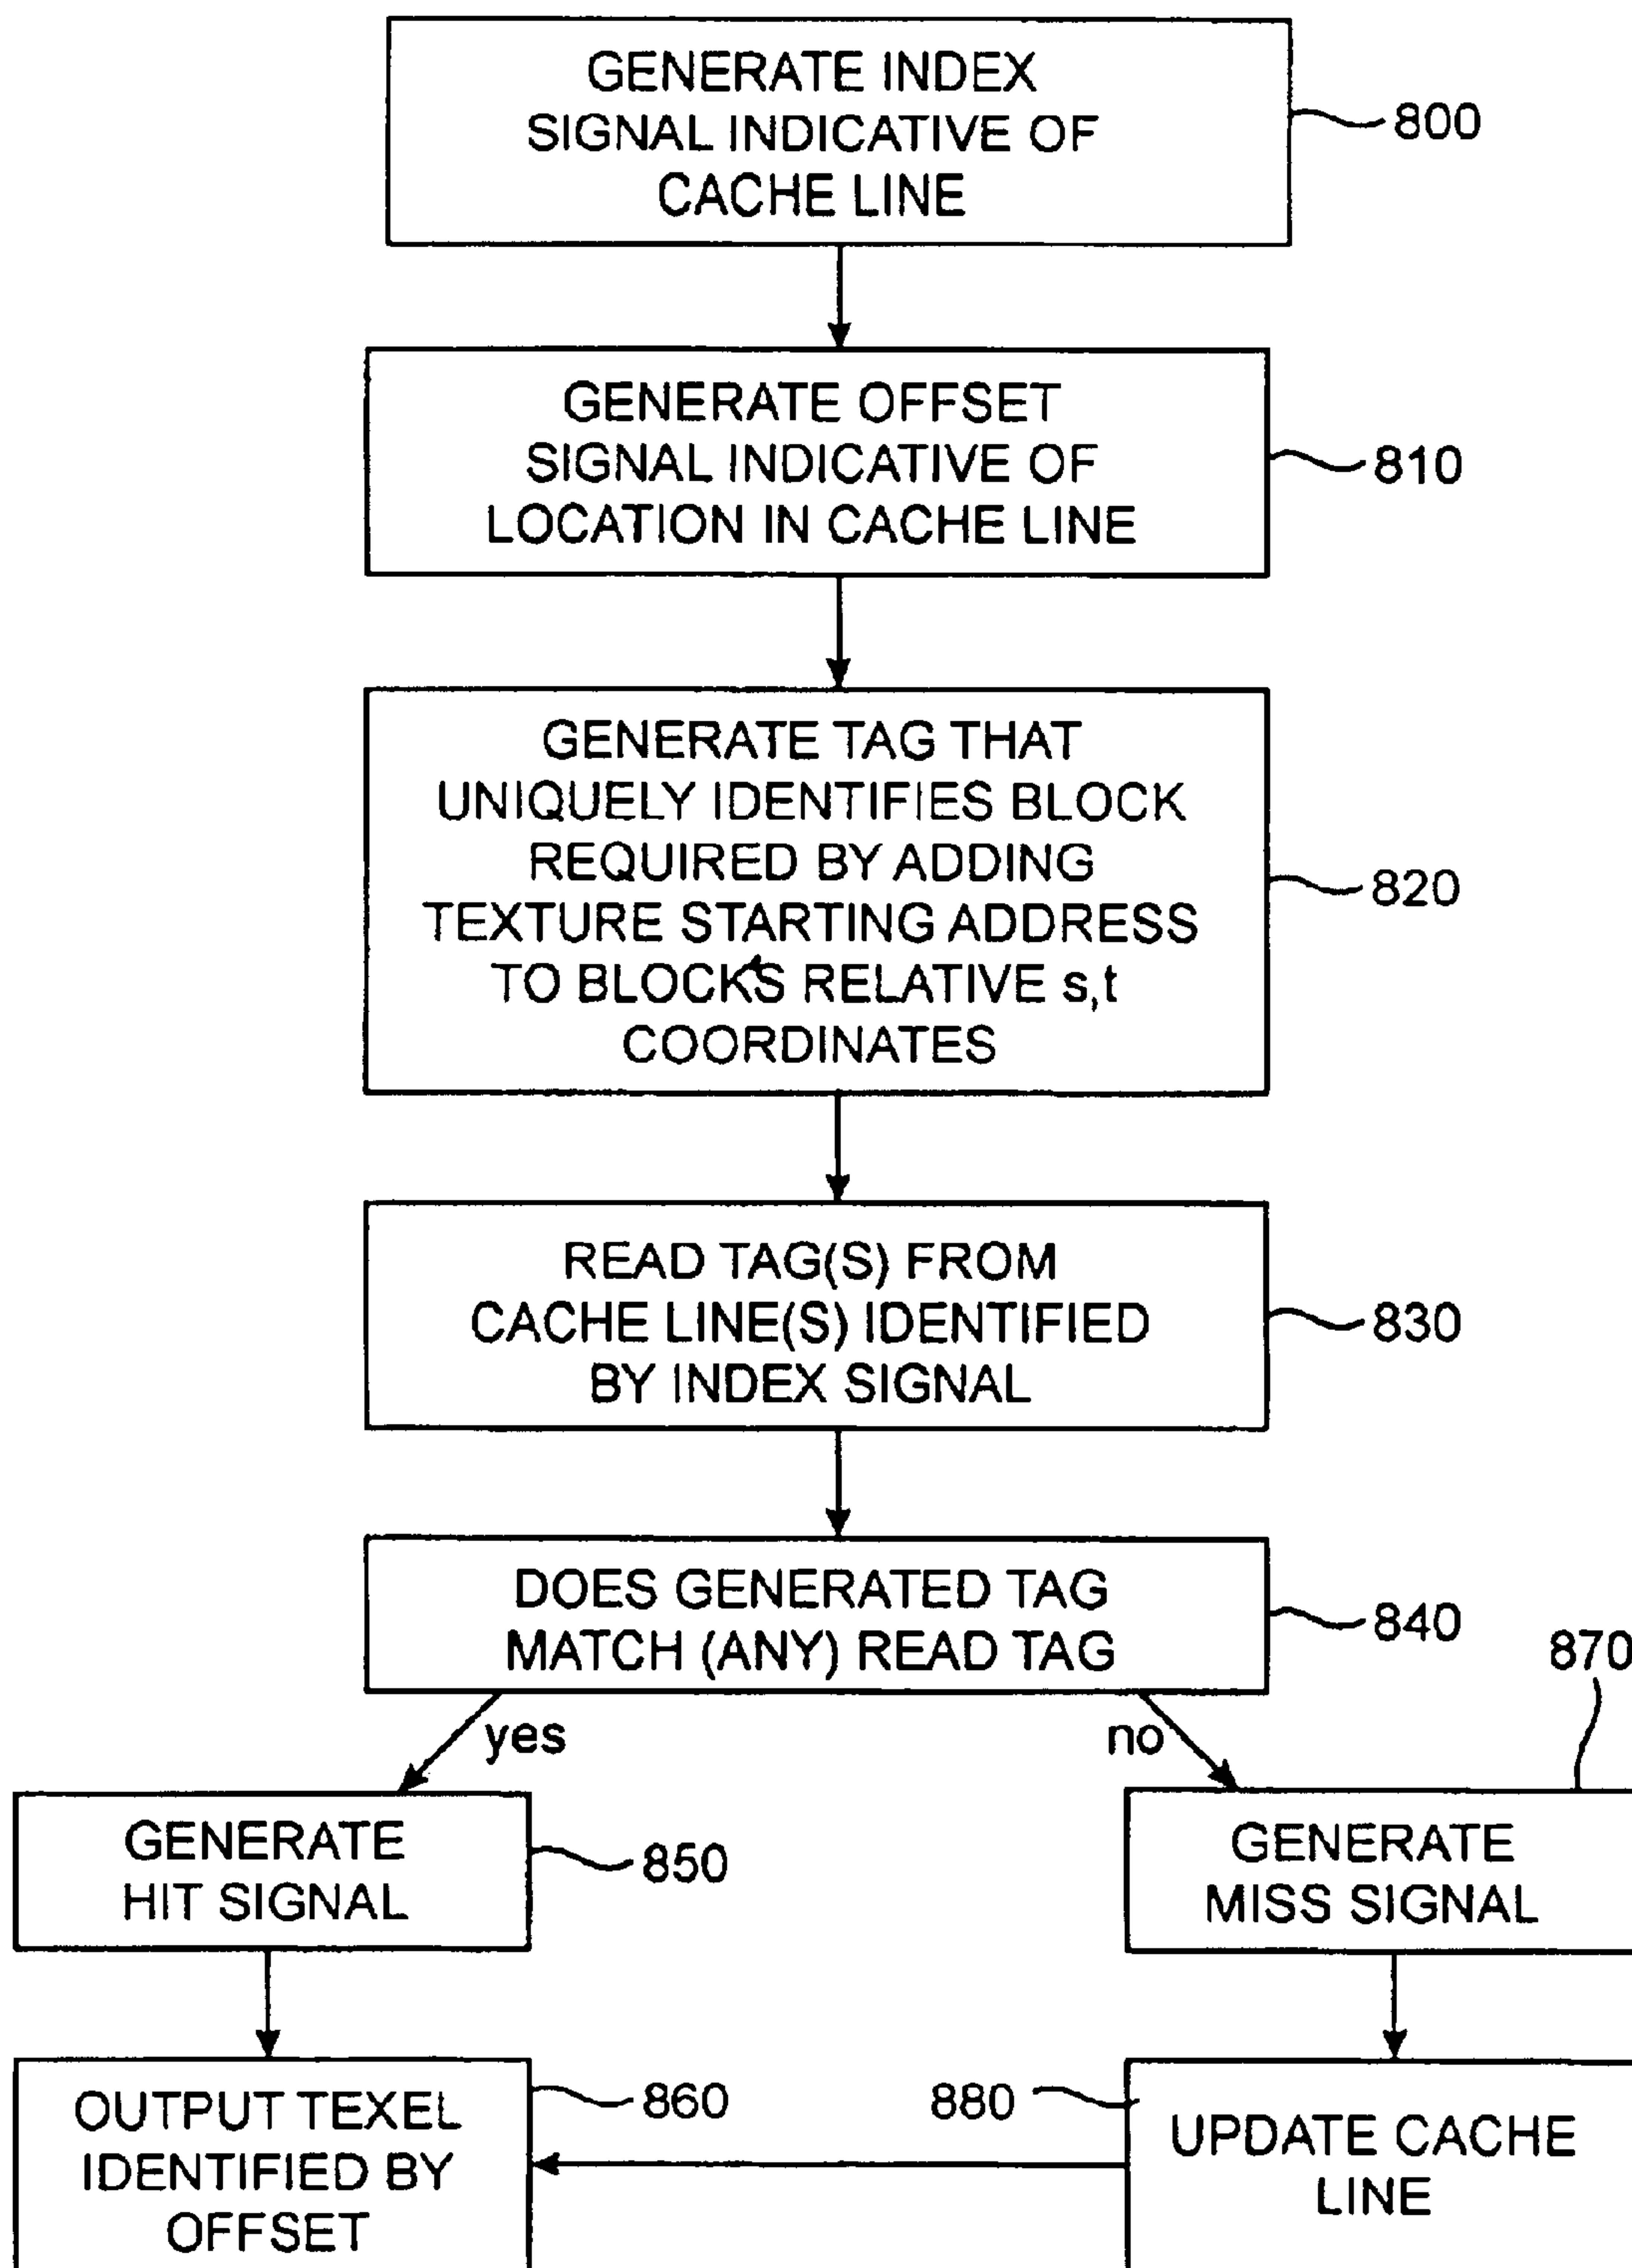 GENERATE INDEX
SIGNAL INDICATIVE OF
CACHE LINE
800
GENERATE OFFSET
SIGNAL INDICATIVE OF
LOCATION IN CACHE LINE
810
GENERATE TAG THAT
UNIQUELY IDENTIFIES BLOCK
REQUIRED BY ADDING
TEXTURE STARTING ADDRESS
TO BLOCK'S RELATIVE s,t
COORDINATES
820
READ TAG(S) FROM
CACHE LINE(S) IDENTIFIED
BY INDEX SIGNAL
830
DOES GENERATED TAG
MATCH (ANY) READ TAG
840
870
yes
no
GENERATE
HIT SIGNAL
850
GENERATE
MISS SIGNAL
OUTPUT TEXEL
IDENTIFIED BY
OFFSET
860
880
UPDATE CACHE
LINE